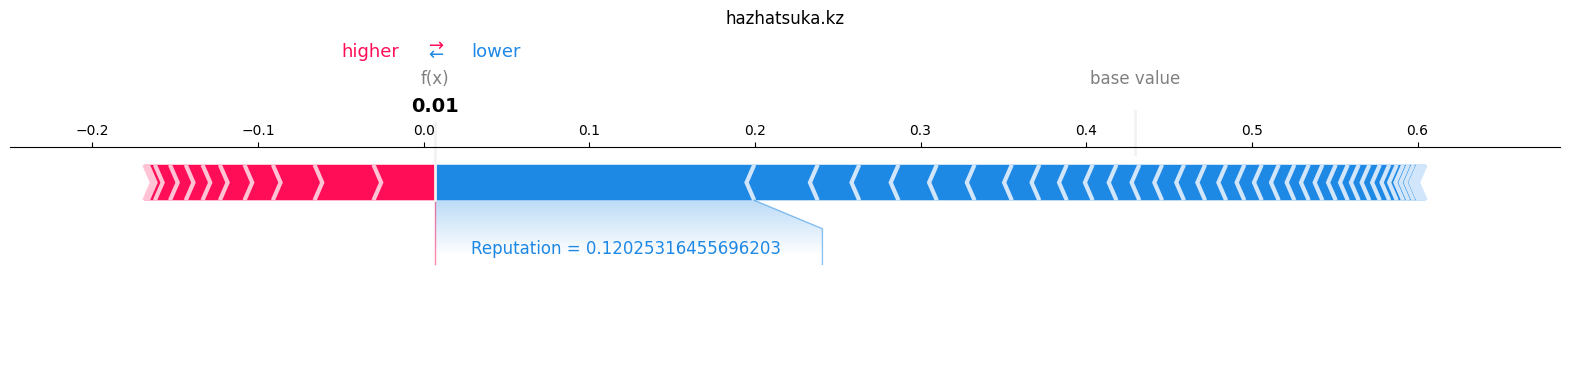 hazhatsuka.kz
higher → ← lower
f(x) base value
0.01
−0.2 −0.1 0.0 0.1 0.2 0.3 0.4 0.5 0.6
Reputation = 0.12025316455696203